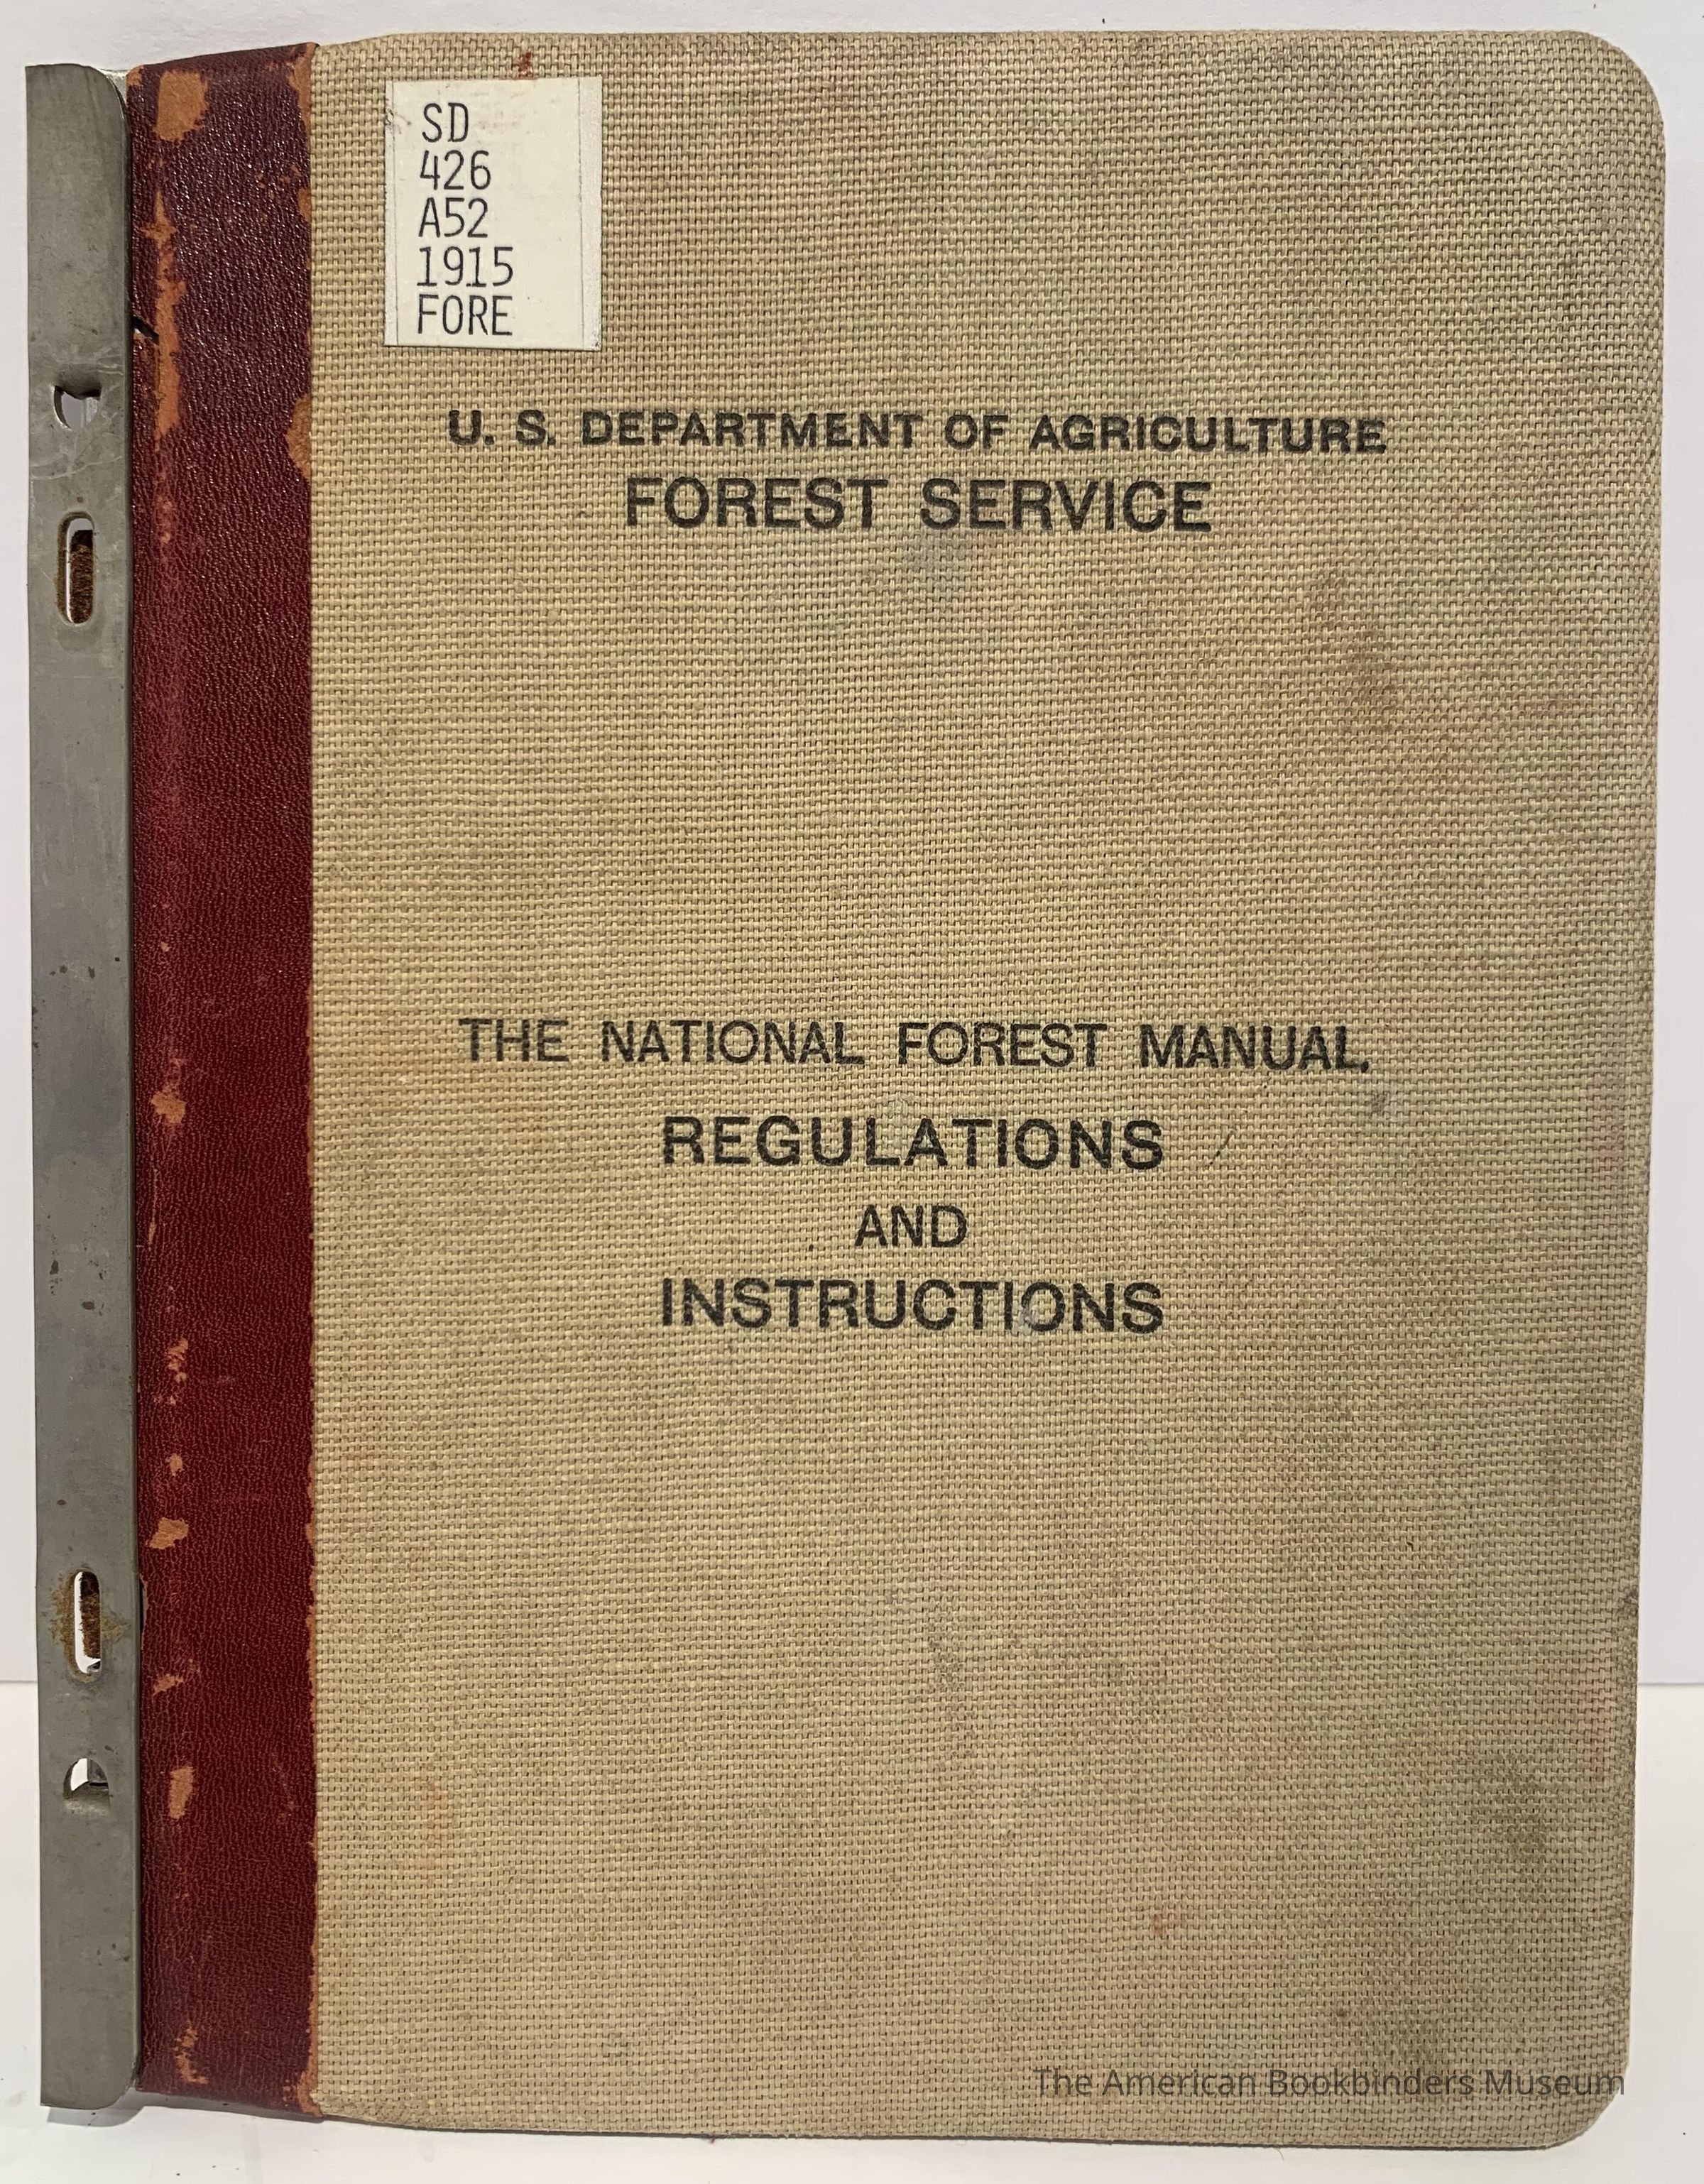 SD
426
A52
1915
FORE
U. S. DEPARTMENT OF AGRICULTURE
FOREST SERVICE
THE NATIONAL FOREST MANUAL.
REGULATIONS
AND
INSTRUCTIONS
The American Bookbinders Museum